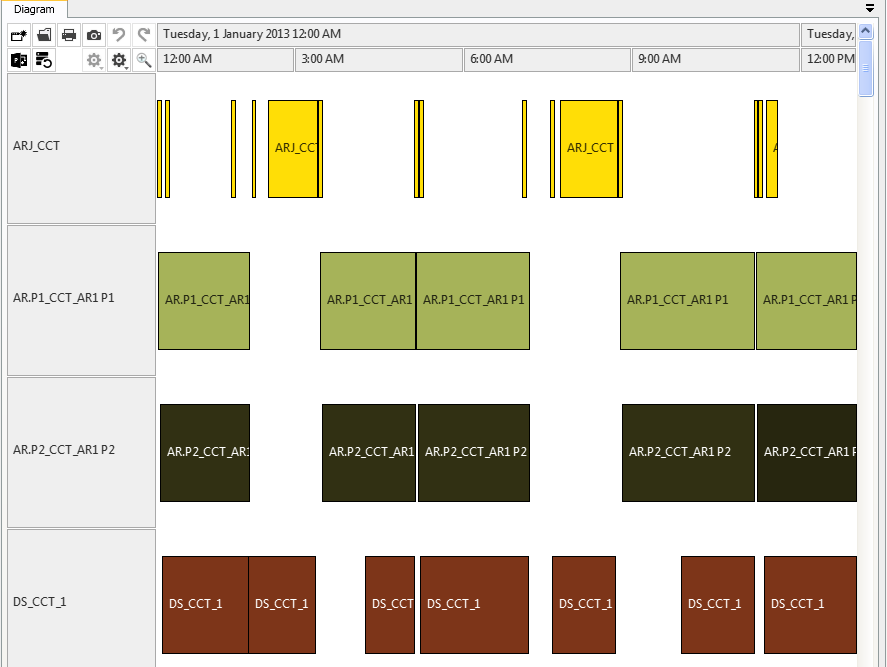 Diagram
Tuesday, 1 January 2013 12:00 AM
Tuesday,
12:00 AM
3:00 AM
6:00 AM
9:00 AM
12:00 PM
ARJ_CCT
ARJ_CCT
ARJ_CCT
A
AR.P1_CCT_AR1 P1
AR.P1_CCT_AR1
AR.P1_CCT_AR1
AR.P1_CCT_AR1 P1
AR.P1_CCT_AR1 P1
AR.P1_CCT_AR1 P
AR.P2_CCT_AR1 P2
AR.P2_CCT_AR1
AR.P2_CCT_AR1
AR.P2_CCT_AR1 P2
AR.P2_CCT_AR1 P2
AR.P2_CCT_AR1 P
DS_CCT_1
DS_CCT_1
DS_CCT_1
DS_CCT
DS_CCT_1
DS_CCT_1
DS_CCT_1
DS_CCT_1